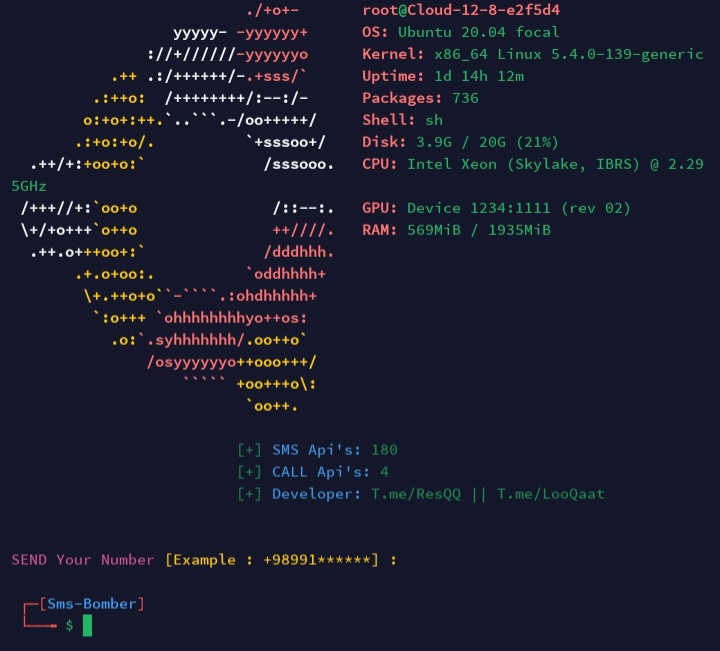 ./+o+-       root@Cloud-12-8-e2f5d4
yyyyy- -yyyyyy+      OS: Ubuntu 20.04 focal
://+//////-yyyyyyo      Kernel: x86_64 Linux 5.4.0-139-generic
.++ .:/++++++/-.+sss/`      Uptime: 1d 14h 12m
.:++o:  /++++++++/:--:/-      Packages: 736
o:+o+:++.`..```.-/oo+++++/      Shell: sh
.:+o:+o/.          `+sssoo+/      Disk: 3.9G / 20G (21%)
.++/+:+oo+o:`             /sssooo.      CPU: Intel Xeon (Skylake, IBRS) @ 2.29
5GHz
/+++//+:`oo+o               /::--:.      GPU: Device 1234:1111 (rev 02)
\+/+o+++`o++o               ++////.      RAM: 569MiB / 1935MiB
.++.o+++oo+:`             /dddhhh.
.+.o+oo:.          `oddhhhh+
\+.++o+o``-````.:ohdhhhhh+
`:o+++ `ohhhhhhhhyo++os:
.o:`.syhhhhhhh/.oo++o`
/osyyyyyyo++ooo+++/
````` +oo+++o\:
`oo++.
[+] SMS Api's: 180
[+] CALL Api's: 4
[+] Developer: T.me/ResQQ || T.me/LooQaat
SEND Your Number [Example : +98991******] :
┌─[Sms-Bomber]
└──╼ $